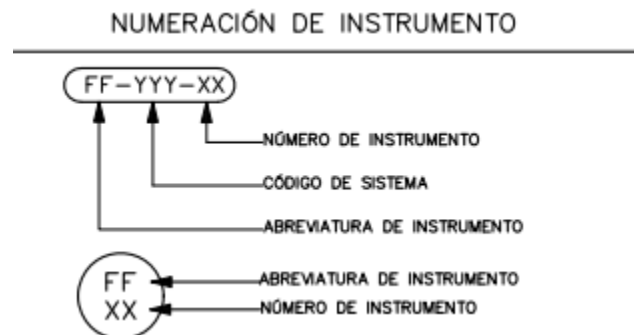 NUMERACIÓN DE INSTRUMENTO
FF-YYY-XX
NÚMERO DE INSTRUMENTO
CÓDIGO DE SISTEMA
ABREVIATURA DE INSTRUMENTO
FF
ABREVIATURA DE INSTRUMENTO
XX
NÚMERO DE INSTRUMENTO